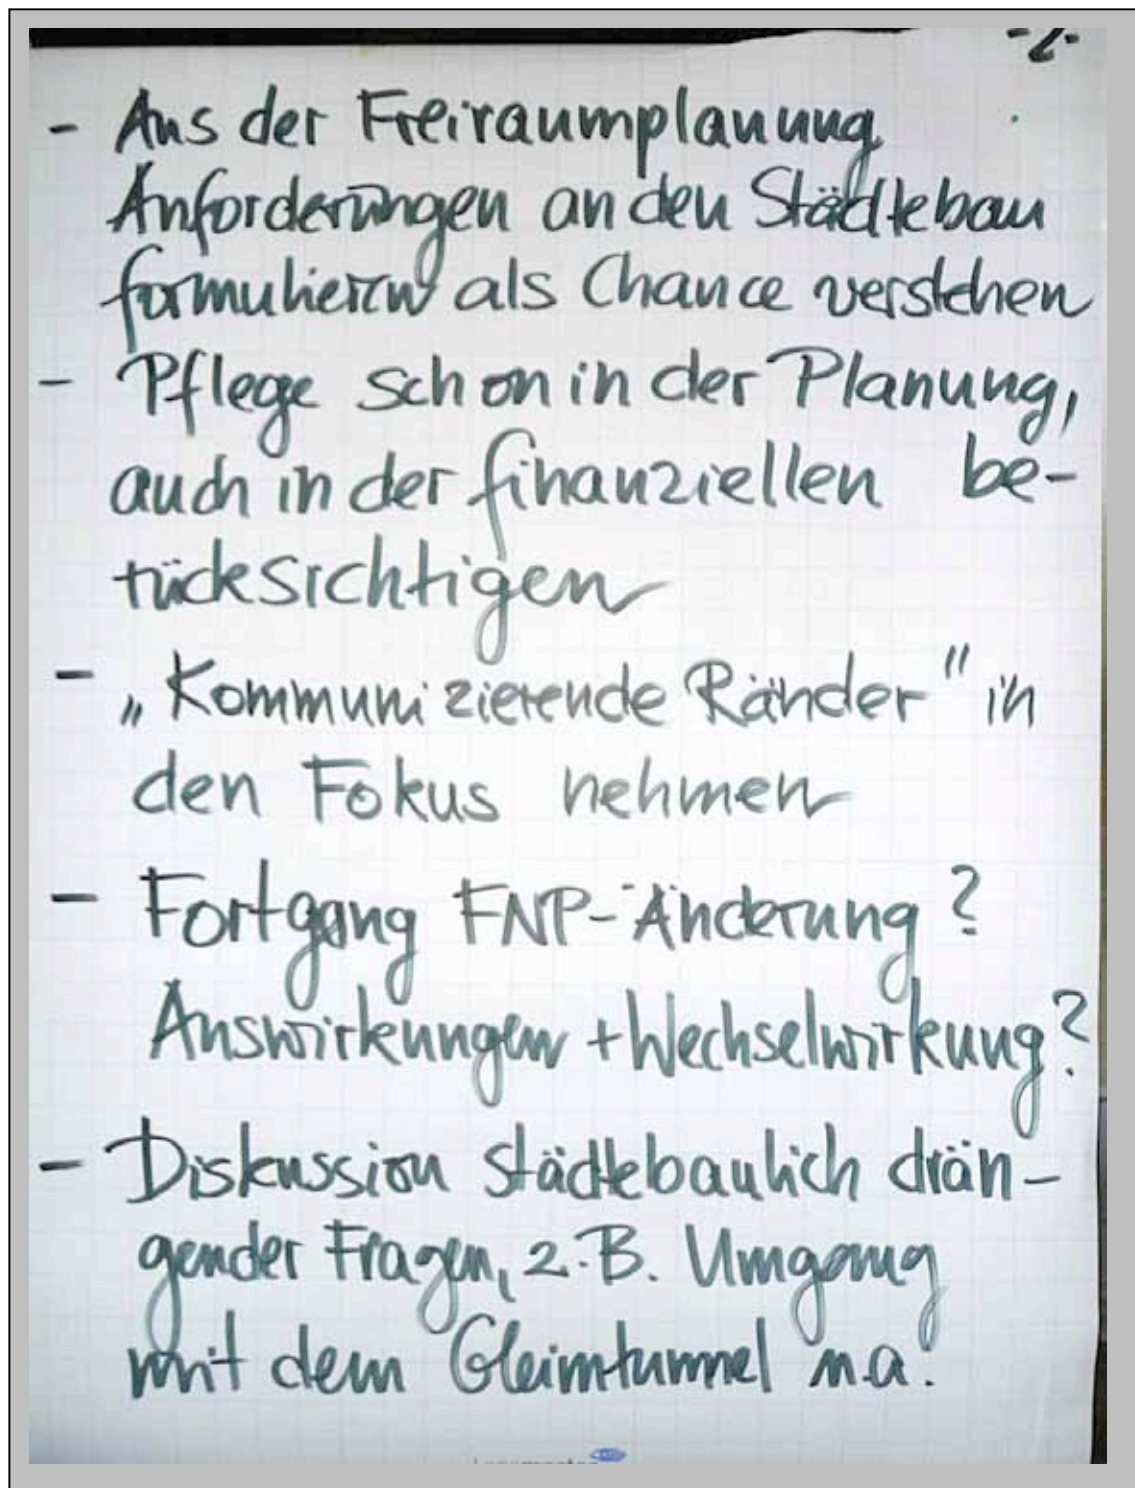 -2-
- Aus der Freiraumplanung
Anforderungen an den Städtebau
formulieren als Chance verstehen
- Pflege schon in der Planung,
auch in der finanziellen be-
rücksichtigen
- „Kommunizierende Ränder" in
den Fokus nehmen
- Fortgang FNP-Änderung?
Auswirkungen + Wechselwirkung?
- Diskussion städtebaulich drän-
gender Fragen, z.B. Umgang
mit dem Gleimtunnel u.a.